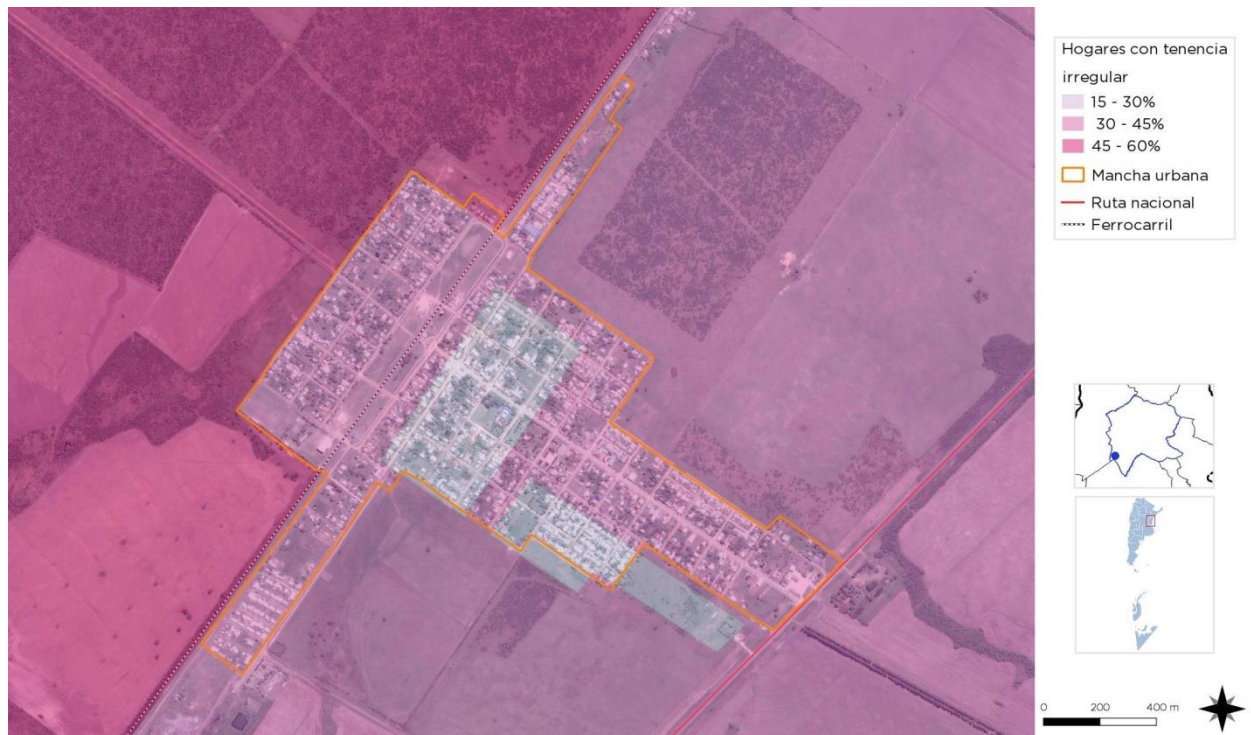 Hogares con tenencia
irregular
15 - 30%
30 - 45%
45 - 60%
Mancha urbana
Ruta nacional
Ferrocarril
0 200 400 m